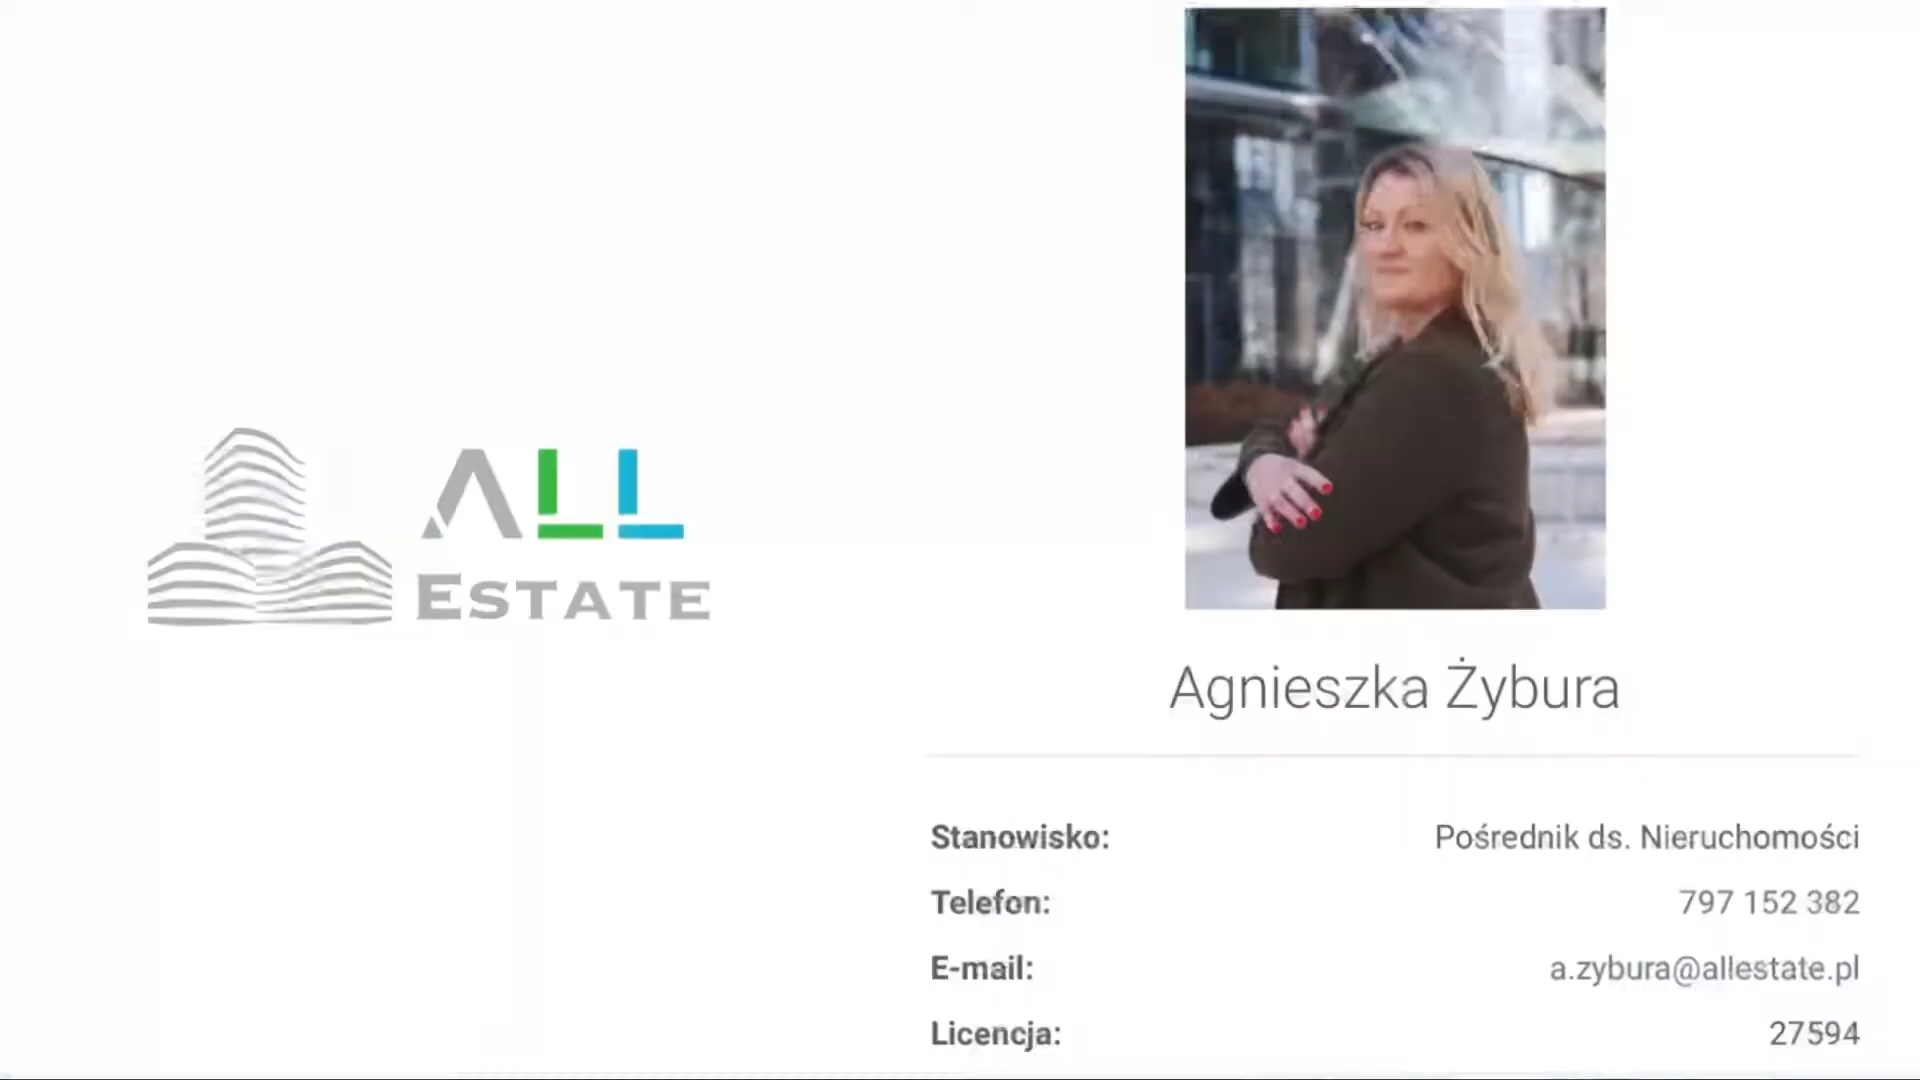 ALL
ESTATE
Agnieszka Żybura
Stanowisko: Pośrednik ds. Nieruchomości
Telefon: 797 152 382
E-mail: a.zybura@allestate.pl
Licencja: 27594